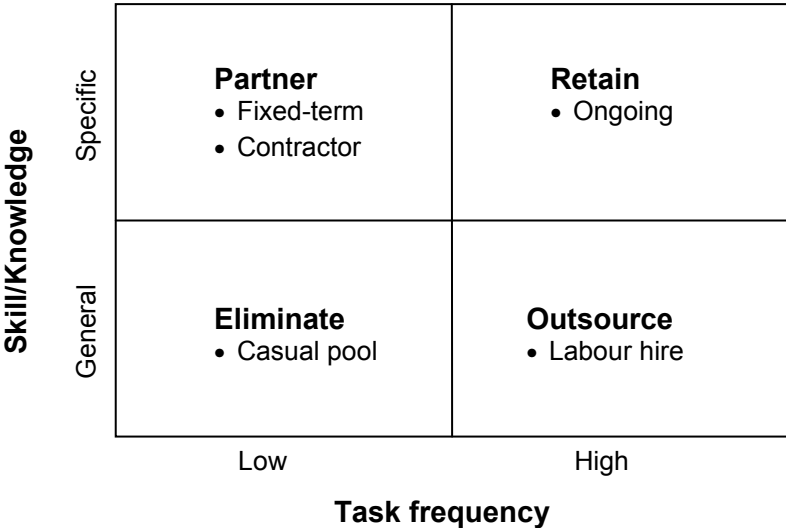 Skill/Knowledge
Specific
Partner
• Fixed-term
• Contractor
Retain
• Ongoing
General
Eliminate
• Casual pool
Outsource
• Labour hire
Low
High
Task frequency